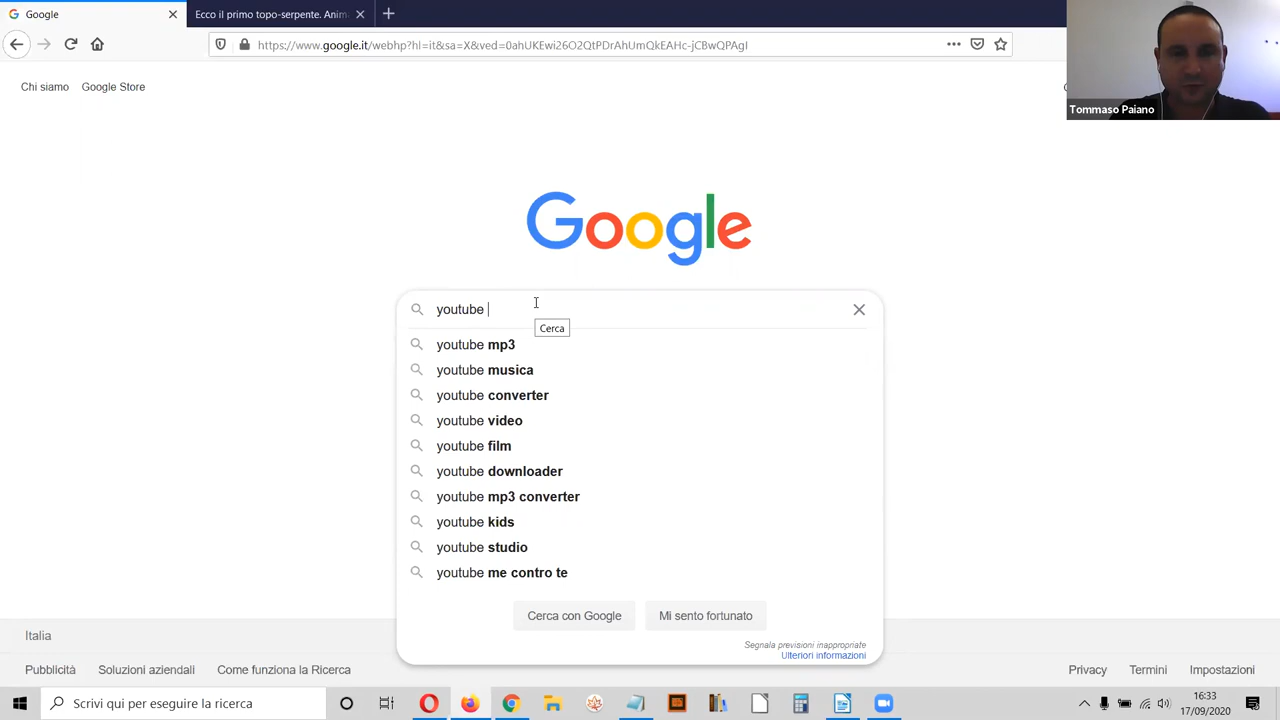 Google
Ecco il primo topo-serpente. Anim
https://www.google.it/webhp?hl=it&sa=X&ved=0ahUKEwi26O2QtPDrAhUmQkEAHc-jCBwQPAgI
Tommaso Paiano
Chi siamo
Google Store
Google
youtube
Cerca
youtube mp3
youtube musica
youtube converter
youtube video
youtube film
youtube downloader
youtube mp3 converter
youtube kids
youtube studio
youtube me contro te
Cerca con Google
Mi sento fortunato
Segnala previsioni inappropriate
Ulteriori informazioni
Italia
Pubblicità
Soluzioni aziendali
Come funziona la Ricerca
Privacy
Termini
Impostazioni
Scrivi qui per eseguire la ricerca
16:33
17/09/2020